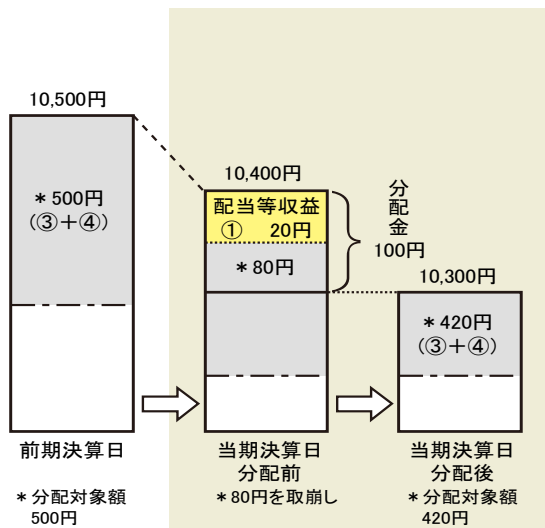 10,500円
＊500円
(③＋④)
前期決算日
＊分配対象額
500円
10,400円
配当等収益
① 20円
＊80円
分配金
100円
当期決算日
分配前
＊80円を取崩し
10,300円
＊420円
(③＋④)
当期決算日
分配後
＊分配対象額
420円